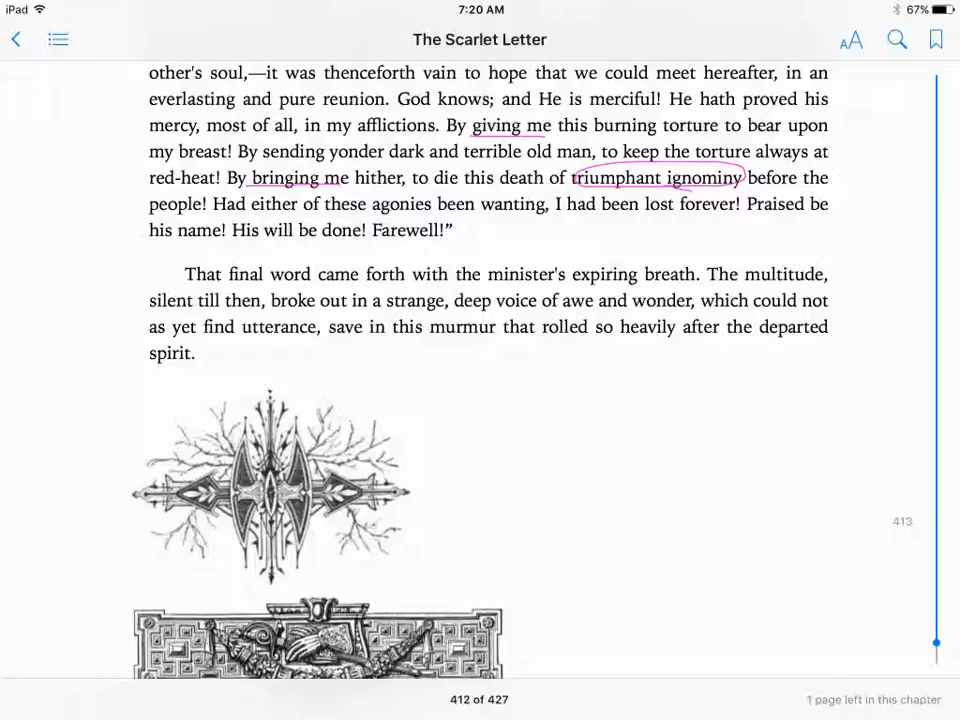 iPad
7:20 AM
67%
The Scarlet Letter
AA
other's soul,—it was thenceforth vain to hope that we could meet hereafter, in an
everlasting and pure reunion. God knows; and He is merciful! He hath proved his
mercy, most of all, in my afflictions. By giving me this burning torture to bear upon
my breast! By sending yonder dark and terrible old man, to keep the torture always at
red-heat! By bringing me hither, to die this death of triumphant ignominy before the
people! Had either of these agonies been wanting, I had been lost forever! Praised be
his name! His will be done! Farewell!”
That final word came forth with the minister's expiring breath. The multitude,
silent till then, broke out in a strange, deep voice of awe and wonder, which could not
as yet find utterance, save in this murmur that rolled so heavily after the departed
spirit.
413
412 of 427
1 page left in this chapter